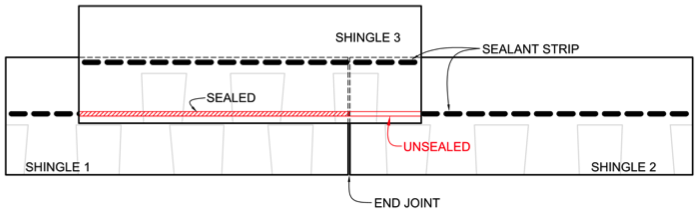 SHINGLE 3
SEALANT STRIP
SEALED
UNSEALED
SHINGLE 1
SHINGLE 2
END JOINT